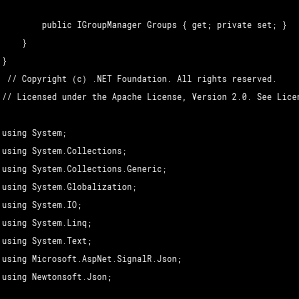 public IGroupManager Groups { get; private set; }
}
}
// Copyright (c) .NET Foundation. All rights reserved.
// Licensed under the Apache License, Version 2.0. See
using System;
using System.Collections;
using System.Collections.Generic;
using System.Globalization;
using System.IO;
using System.Linq;
using System.Text;
using Microsoft.AspNet.SignalR.Json;
using Newtonsoft.Json;